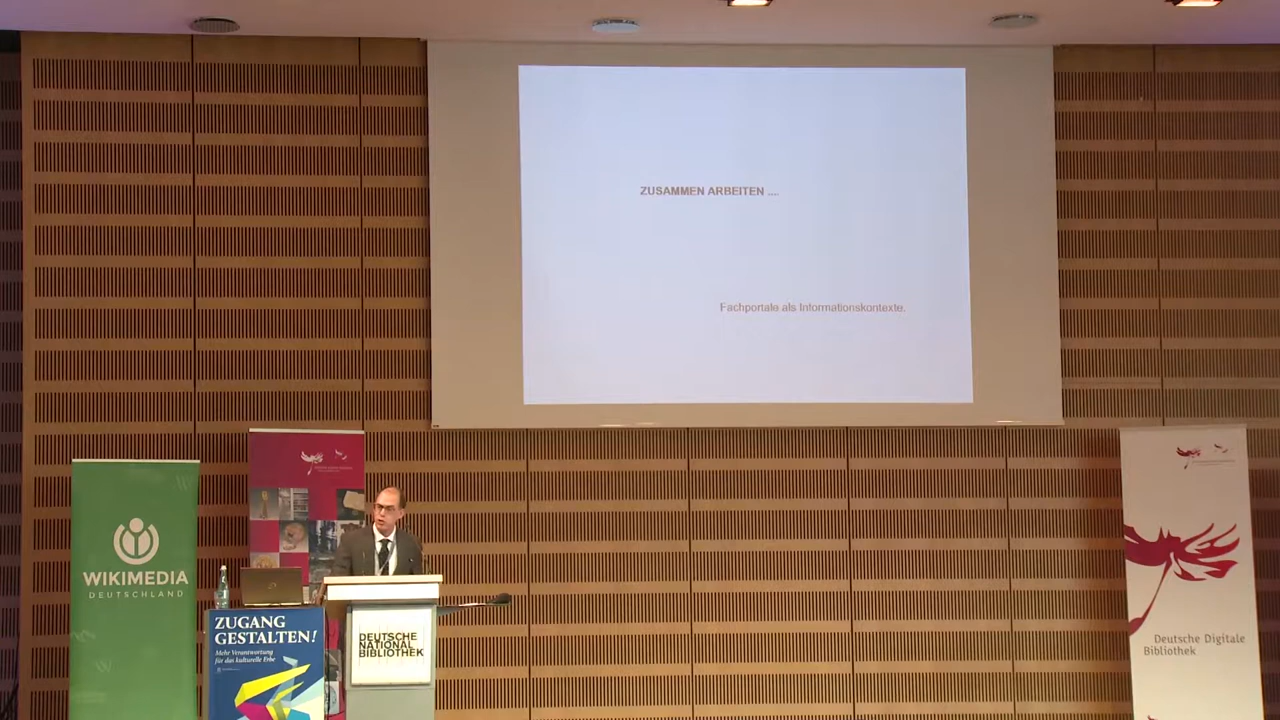 ZUSAMMEN ARBEITEN ....
Fachportale als Informationskontexte.
WIKIMEDIA
DEUTSCHLAND
ZUGANG
GESTALTEN!
Mehr Verantwortung
für das kulturelle Erbe
DEUTSCHE
NATIONAL
BIBLIOTHEK
Deutsche Digitale
Bibliothek